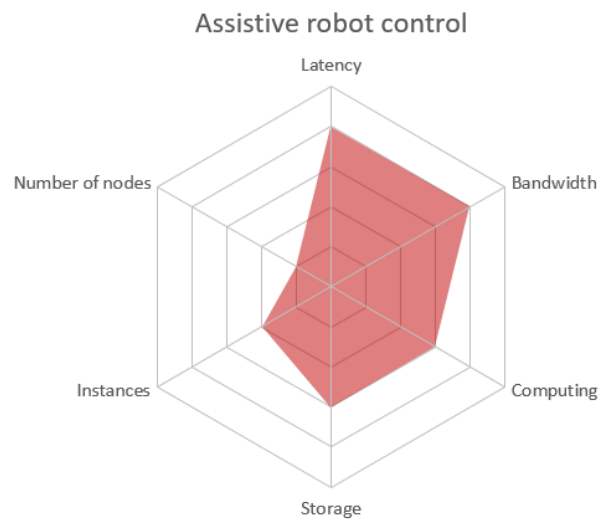 Assistive robot control
Latency
Number of nodes
Bandwidth
Instances
Computing
Storage